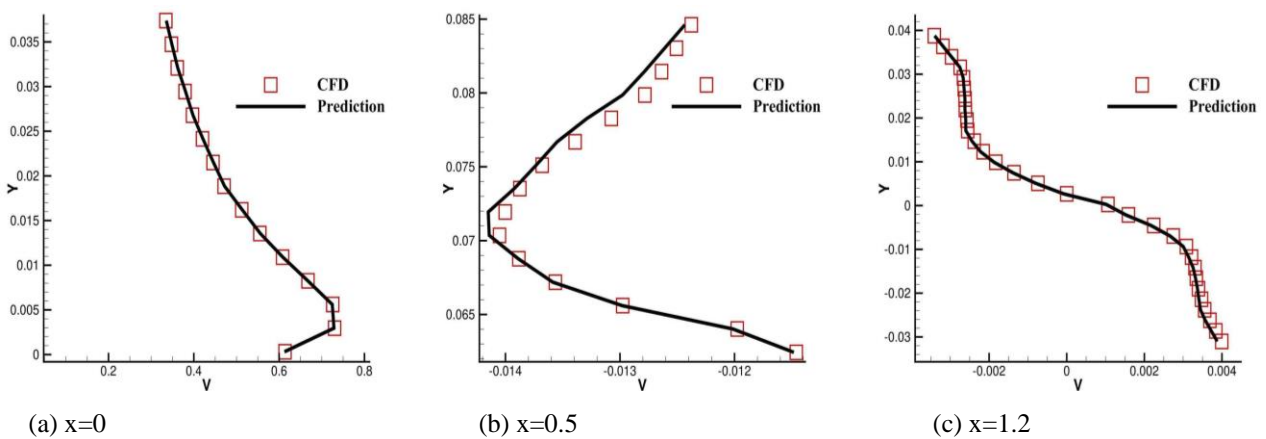 0.035
0.03
0.025
0.02
0.015
0.01
0.005
0
Y
CFD
Prediction
0.2 0.4 0.6 0.8
V
(a) x=0
0.085
0.08
0.075
0.07
0.065
Y
CFD
Prediction
-0.014 -0.013 -0.012
V
(b) x=0.5
0.04
0.03
0.02
0.01
0
-0.01
-0.02
-0.03
Y
CFD
Prediction
-0.002 0 0.002 0.004
V
(c) x=1.2